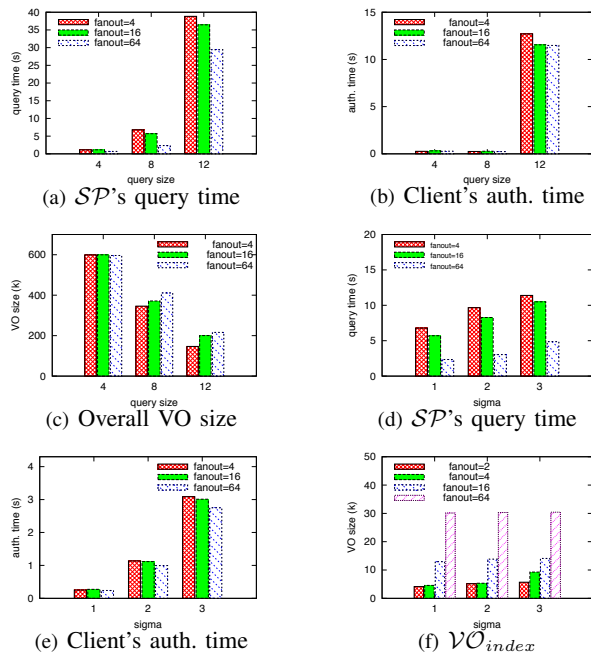 fanout=4
fanout=16
fanout=64
query time (s)
40
35
30
25
20
15
10
5
0
4 8 12
query size
(a) SP's query time
fanout=4
fanout=16
fanout=64
auth. time (s)
15
10
5
0
4 8 12
query size
(b) Client's auth. time
fanout=4
fanout=16
fanout=64
VO size (k)
600
400
200
0
4 8 12
query size
(c) Overall VO size
fanout=4
fanout=16
fanout=64
query time (s)
20
15
10
5
0
1 2 3
sigma
(d) SP's query time
fanout=4
fanout=16
fanout=64
auth. time (s)
4
3
2
1
0
1 2 3
sigma
(e) Client's auth. time
fanout=2
fanout=4
fanout=16
fanout=64
VO size (k)
50
40
30
20
10
0
1 2 3
sigma
(f) VO_index